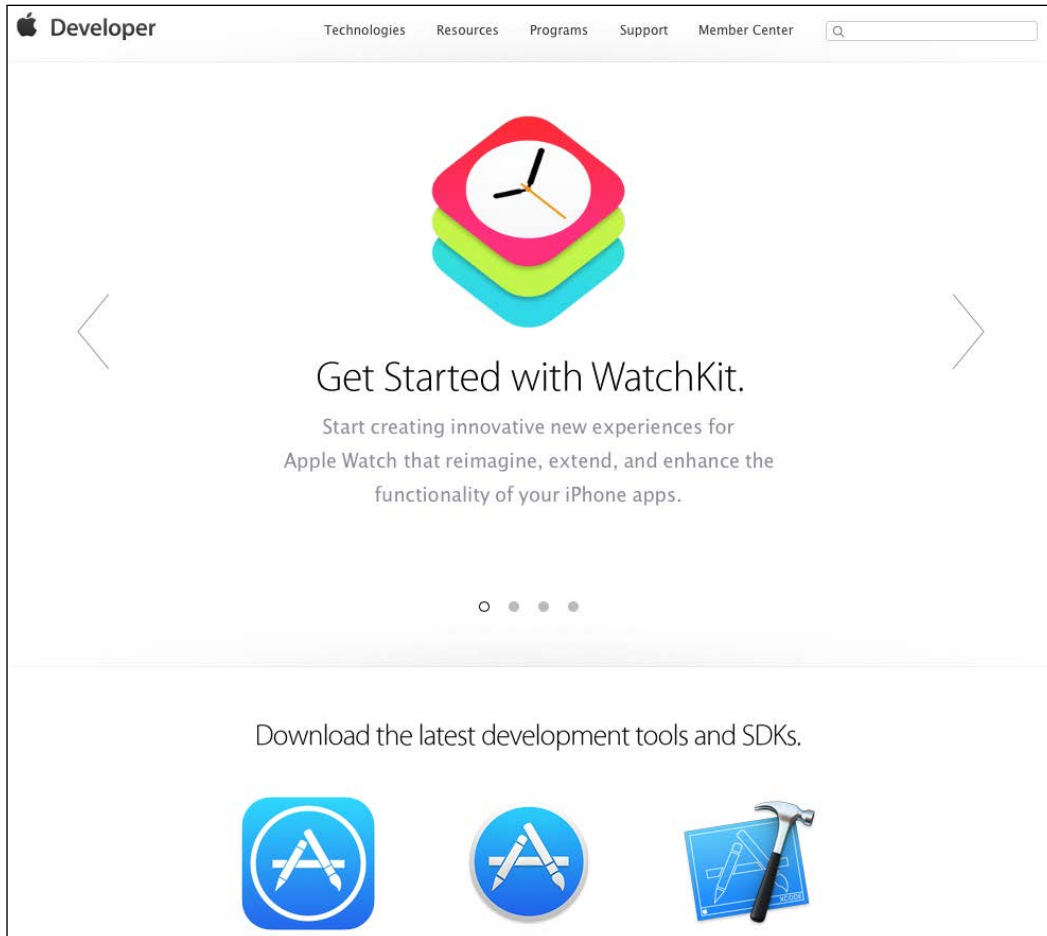 Developer
Technologies Resources Programs Support Member Center
Get Started with WatchKit.
Start creating innovative new experiences for
Apple Watch that reimagine, extend, and enhance the
functionality of your iPhone apps.
Download the latest development tools and SDKs.
XCODE